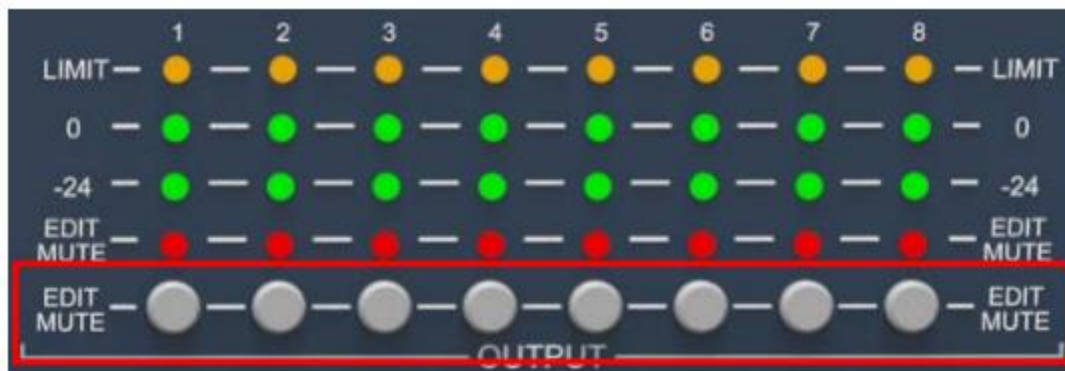 1 2 3 4 5 6 7 8
LIMIT LIMIT
0 0
-24 -24
EDIT EDIT
MUTE MUTE
EDIT EDIT
MUTE MUTE
OUTPUT